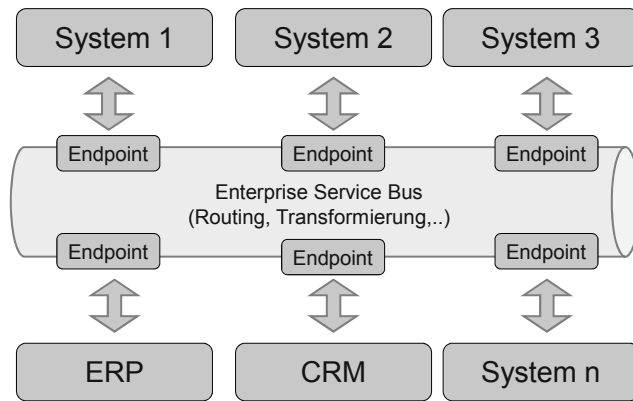 System 1
System 2
System 3
Endpoint
Endpoint
Endpoint
Enterprise Service Bus
(Routing, Transformierung,..)
Endpoint
Endpoint
Endpoint
ERP
CRM
System n